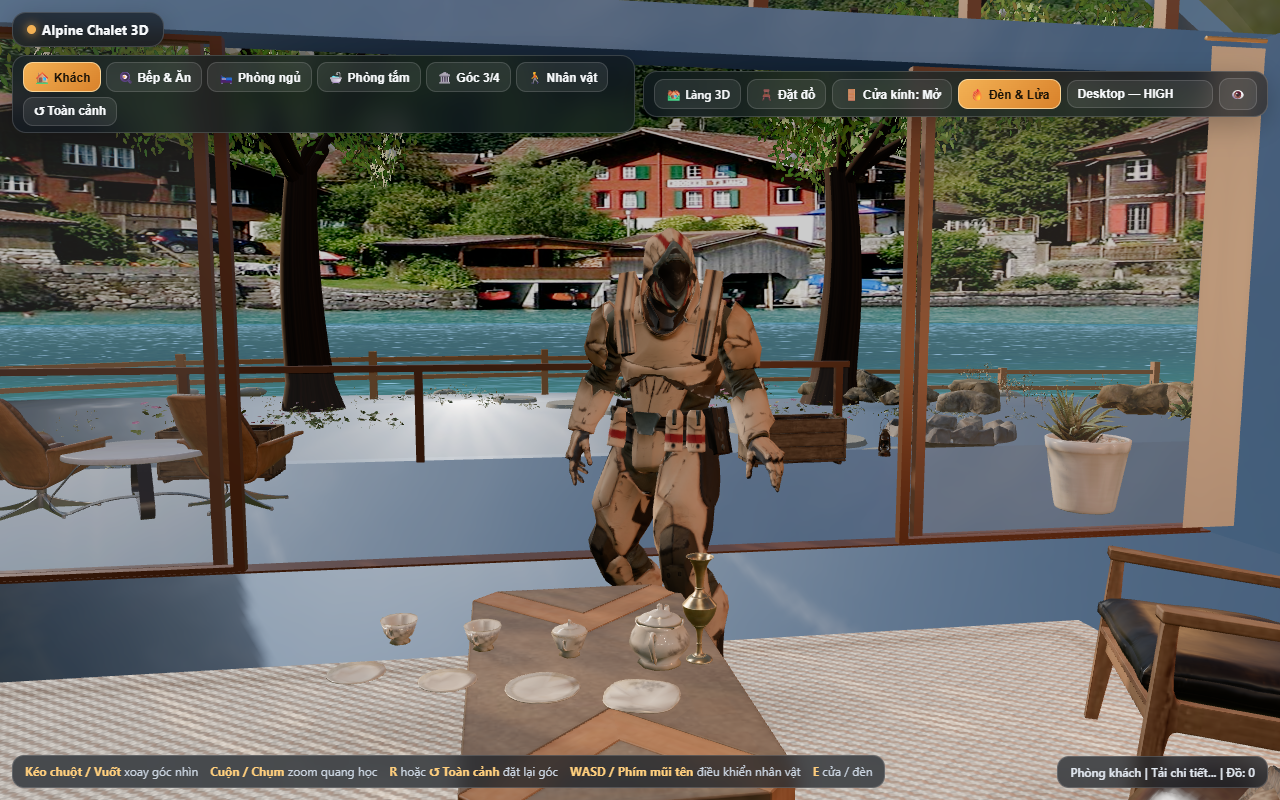 Alpine Chalet 3D
Khách
Bếp & Ăn
Phòng ngủ
Phòng tắm
Góc 3/4
Nhân vật
↺ Toàn cảnh
Làng 3D
Đặt đồ
Cửa kính: Mở
Đèn & Lửa
Desktop — HIGH
Kéo chuột / Vuốt xoay góc nhìn Cuộn / Chụm zoom quang học R hoặc ↺ Toàn cảnh đặt lại góc WASD / Phím mũi tên điều khiển nhân vật E cửa / đèn
Phòng khách | Tải chi tiết... | Đồ: 0